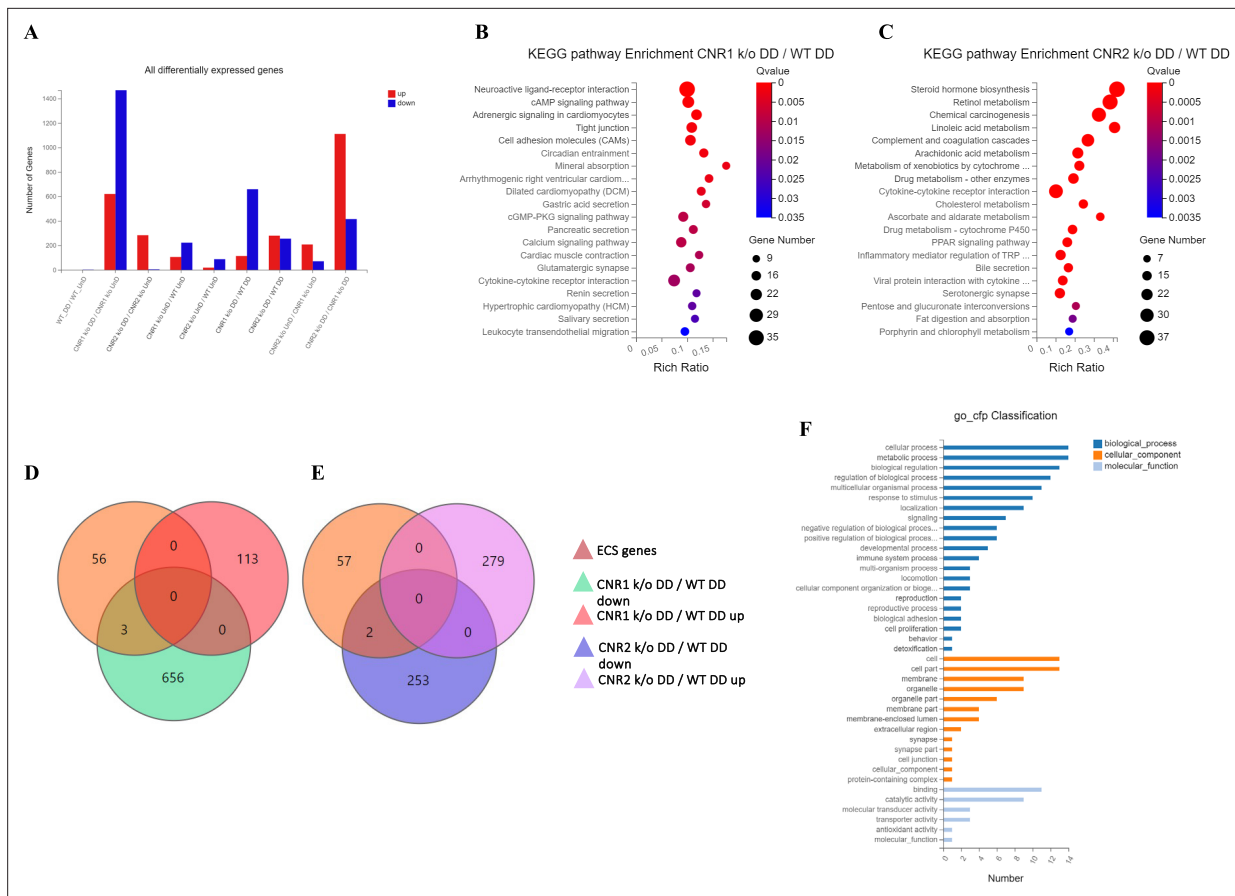 A
All differentially expressed genes
up
down
Number of Genes
1400
1200
1000
800
600
400
200
0
WT_DD / WT_UnD
CNR1 k/o DD / CNR1 k/o UnD
CNR2 k/o DD / CNR2 k/o UnD
CNR1 k/o UnD / WT UnD
CNR2 k/o UnD / WT UnD
CNR1 k/o DD / WT DD
CNR2 k/o DD / WT DD
CNR2 k/o UnD / CNR1 k/o UnD
CNR2 k/o DD / CNR1 k/o DD
B
KEGG pathway Enrichment CNR1 k/o DD / WT DD
Neuroactive ligand-receptor interaction
cAMP signaling pathway
Adrenergic signaling in cardiomyocytes
Tight junction
Cell adhesion molecules (CAMs)
Circadian entrainment
Mineral absorption
Arrhythmogenic right ventricular cardiom...
Dilated cardiomyopathy (DCM)
Gastric acid secretion
cGMP-PKG signaling pathway
Pancreatic secretion
Calcium signaling pathway
Cardiac muscle contraction
Glutamatergic synapse
Cytokine-cytokine receptor interaction
Renin secretion
Hypertrophic cardiomyopathy (HCM)
Salivary secretion
Leukocyte transendothelial migration
0
0.05
0.1
0.15
Rich Ratio
Qvalue
0
0.005
0.01
0.015
0.02
0.025
0.03
0.035
Gene Number
9
16
22
29
35
C
KEGG pathway Enrichment CNR2 k/o DD / WT DD
Steroid hormone biosynthesis
Retinol metabolism
Chemical carcinogenesis
Linoleic acid metabolism
Complement and coagulation cascades
Arachidonic acid metabolism
Metabolism of xenobiotics by cytochrome ...
Drug metabolism - other enzymes
Cytokine-cytokine receptor interaction
Cholesterol metabolism
Ascorbate and aldarate metabolism
Drug metabolism - cytochrome P450
PPAR signaling pathway
Inflammatory mediator regulation of TRP ...
Bile secretion
Viral protein interaction with cytokine ...
Serotonergic synapse
Pentose and glucuronate interconversions
Fat digestion and absorption
Porphyrin and chlorophyll metabolism
0
0.1
0.2
0.3
0.4
Rich Ratio
Qvalue
0
0.0005
0.001
0.0015
0.002
0.0025
0.003
0.0035
Gene Number
7
15
22
30
37
D
56
0
113
0
3
0
656
E
57
0
279
0
2
0
253
ECS genes
CNR1 k/o DD / WT DD
down
CNR1 k/o DD / WT DD up
CNR2 k/o DD / WT DD
down
CNR2 k/o DD / WT DD up
F
go_cfp Classification
biological_process
cellular_component
molecular_function
cellular process
metabolic process
biological regulation
regulation of biological process
multicellular organismal process
response to stimulus
localization
signaling
negative regulation of biological proces...
positive regulation of biological proces...
developmental process
immune system process
multi-organism process
locomotion
cellular component organization or bioge...
reproduction
reproductive process
biological adhesion
cell proliferation
behavior
detoxification
cell
cell part
membrane
organelle
organelle part
membrane part
membrane-enclosed lumen
extracellular region
synapse
synapse part
cell junction
cellular_component
protein-containing complex
binding
catalytic activity
molecular transducer activity
transporter activity
antioxidant activity
molecular_function
0
2
4
6
8
10
12
14
Number